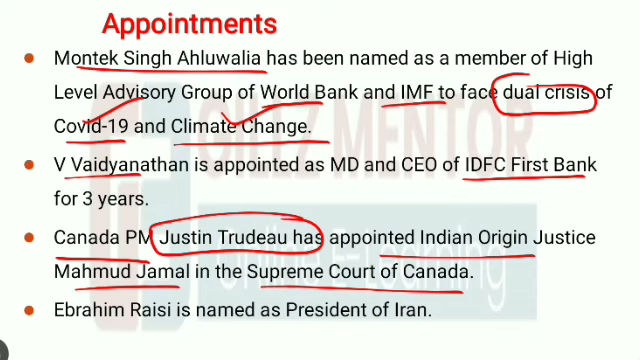 Appointments
Montek Singh Ahluwalia has been named as a member of High
Level Advisory Group of World Bank and IMF to face dual crisis of
Covid-19 and Climate Change.
V Vaidyanathan is appointed as MD and CEO of IDFC First Bank
for 3 years.
Canada PM Justin Trudeau has appointed Indian Origin Justice
Mahmud Jamal in the Supreme Court of Canada.
Ebrahim Raisi is named as President of Iran.